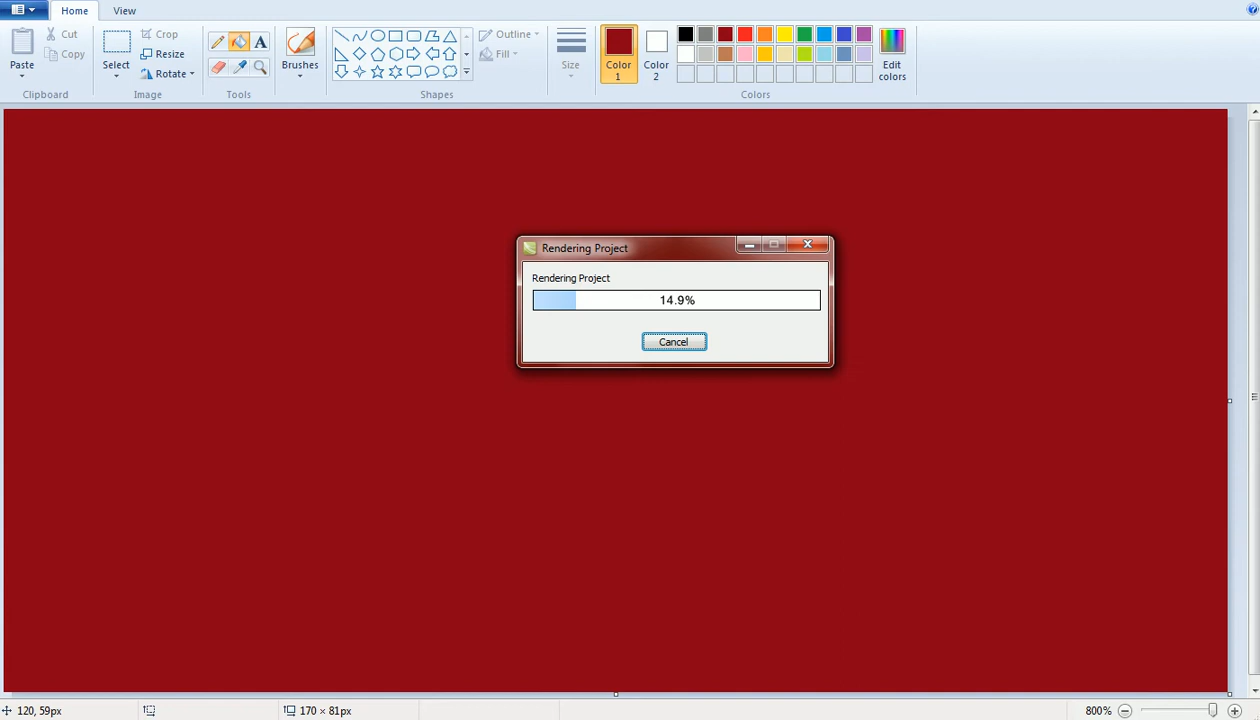 Home View
Paste
Cut
Copy
Clipboard
Select
Crop
Resize
Rotate
Image
A
Tools
Brushes
Outline
Fill
Shapes
Size
Color
1
Color
2
Edit
colors
Colors
Rendering Project
Rendering Project
14.9%
Cancel
120, 59px
170 × 81px
800%